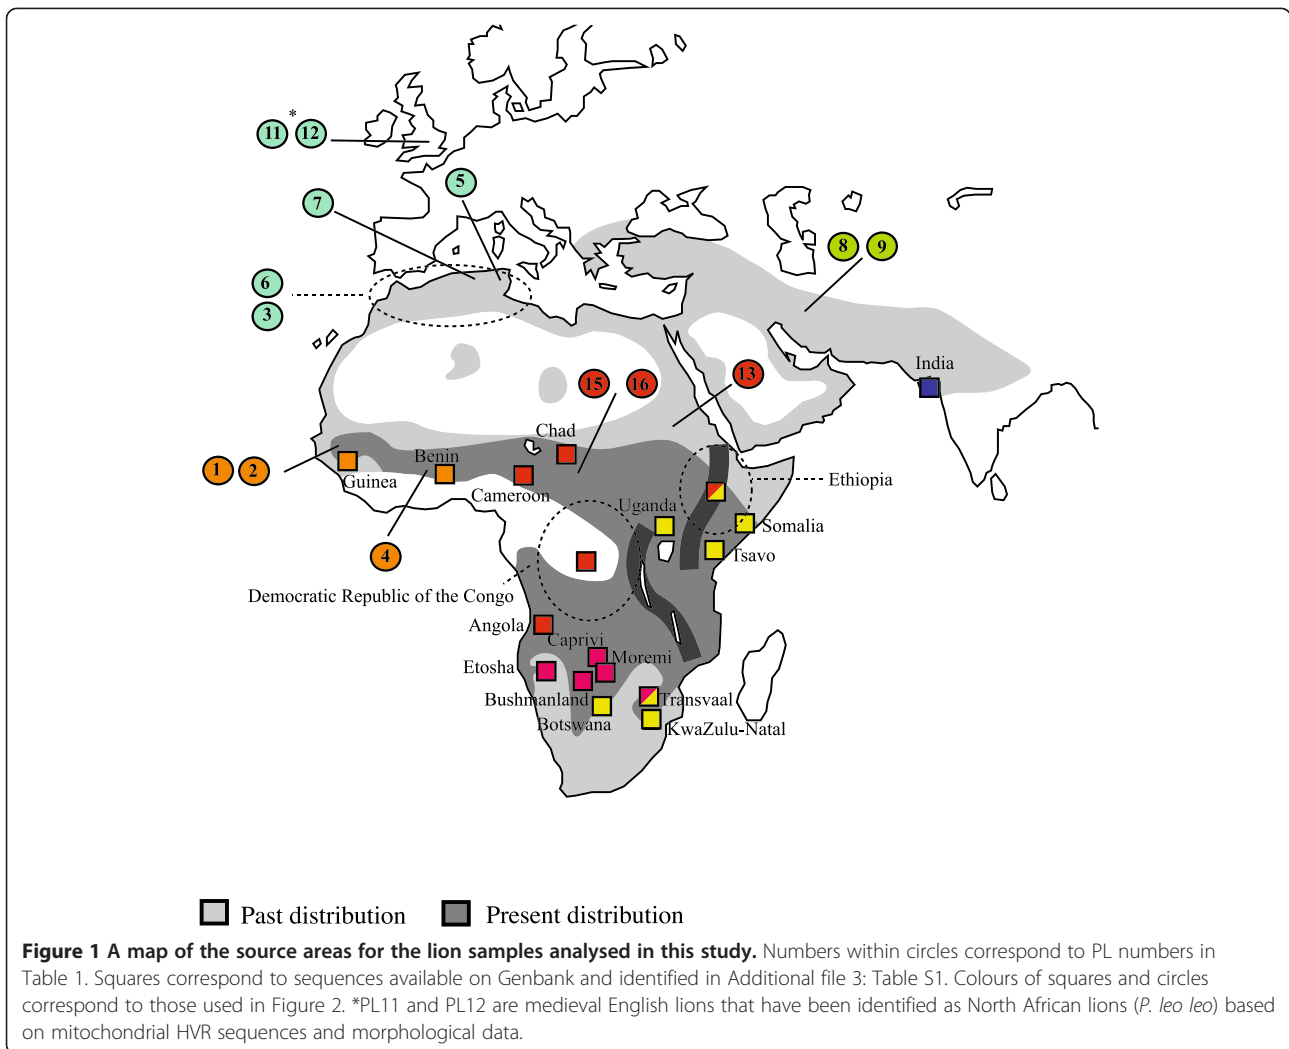 *
11 12
5
7
8 9
6
3
India
15 16
13
Chad
Benin
1 2
Guinea
Cameroon
Ethiopia
Uganda
Somalia
4
Tsavo
Democratic Republic of the Congo
Angola
Caprivi
Etosha
Moremi
Bushmanland
Transvaal
Botswana
KwaZulu-Natal
Past distribution
Present distribution
Figure 1 A map of the source areas for the lion samples analysed in this study. Numbers within circles correspond to PL numbers in
Table 1. Squares correspond to sequences available on Genbank and identified in Additional file 3: Table S1. Colours of squares and circles
correspond to those used in Figure 2. *PL11 and PL12 are medieval English lions that have been identified as North African lions (P. leo leo) based
on mitochondrial HVR sequences and morphological data.